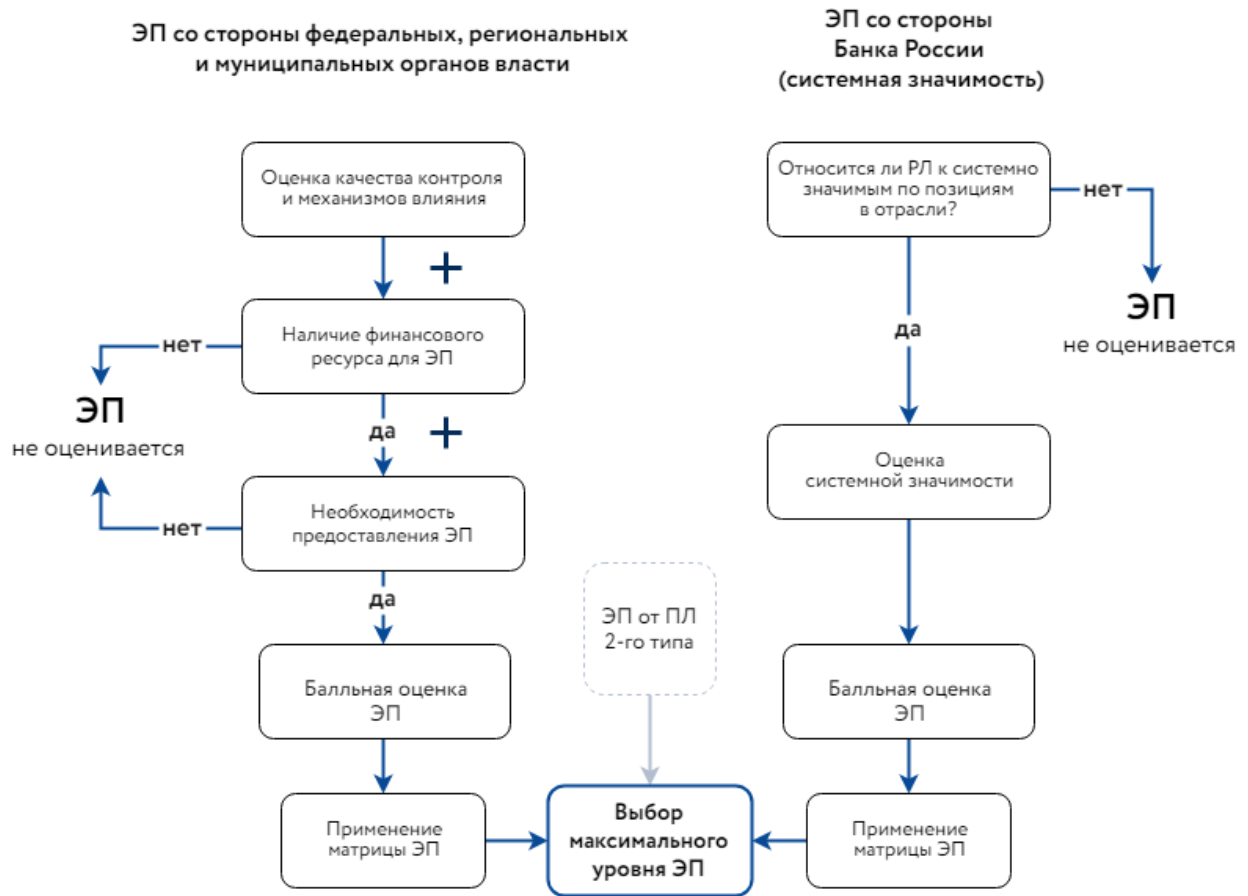 ЭП со стороны федеральных, региональных
и муниципальных органов власти
ЭП со стороны
Банка России
(системная значимость)
Оценка качества контроля
и механизмов влияния
Относится ли РЛ к системно
значимым по позициям
в отрасли?
нет
+
ЭП
не оценивается
Наличие финансового
ресурса для ЭП
нет
да
ЭП
не оценивается
да
+
Оценка
системной значимости
Необходимость
предоставления ЭП
нет
да
ЭП от ПЛ
2-го типа
Балльная оценка
ЭП
Балльная оценка
ЭП
Применение
матрицы ЭП
Выбор
максимального
уровня ЭП
Применение
матрицы ЭП